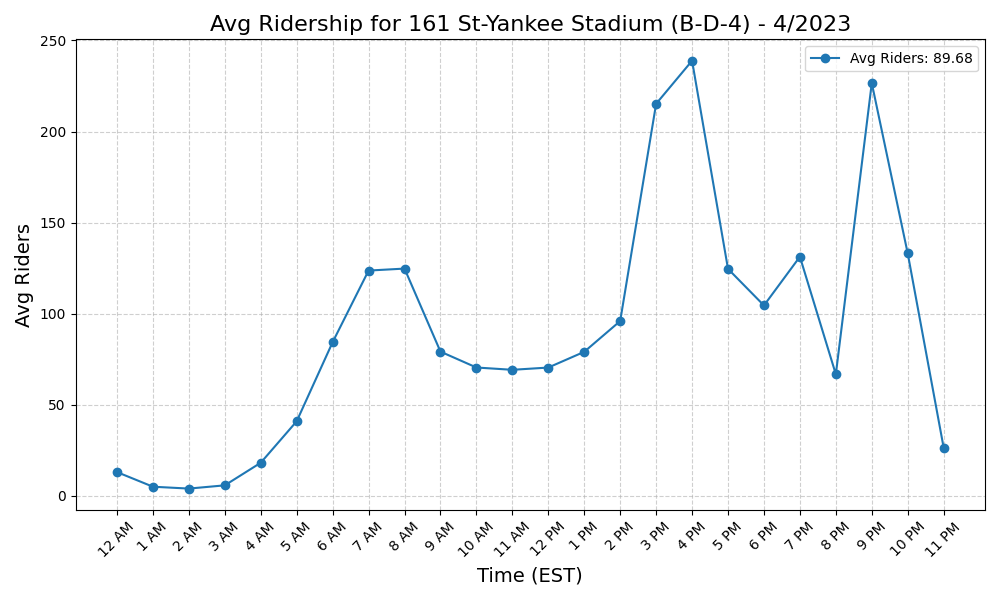 Avg Ridership for 161 St-Yankee Stadium (B-D-4) - 4/2023
Avg Riders: 89.68
250
200
150
100
50
0
Avg Riders
12 AM
1 AM
2 AM
3 AM
4 AM
5 AM
6 AM
7 AM
8 AM
9 AM
10 AM
11 AM
12 PM
1 PM
2 PM
3 PM
4 PM
5 PM
6 PM
7 PM
8 PM
9 PM
10 PM
11 PM
Time (EST)